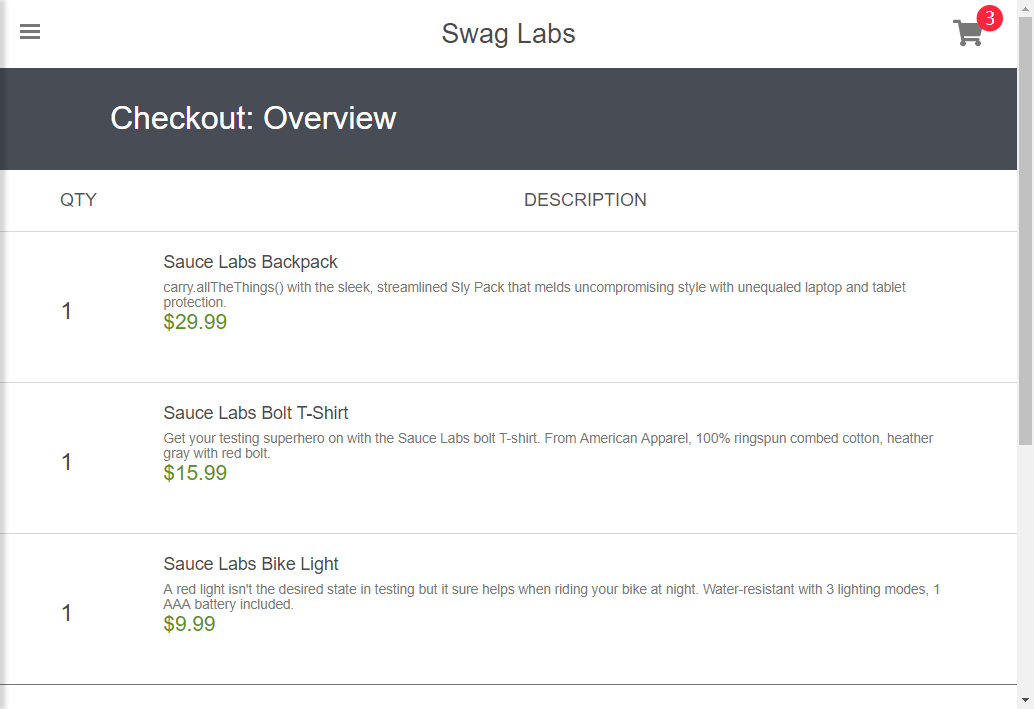 Swag Labs
3
Checkout: Overview
QTY
DESCRIPTION
Sauce Labs Backpack
carry.allTheThings() with the sleek, streamlined Sly Pack that melds uncompromising style with unequaled laptop and tablet
protection.
1
$29.99
Sauce Labs Bolt T-Shirt
Get your testing superhero on with the Sauce Labs bolt T-shirt. From American Apparel, 100% ringspun combed cotton, heather
gray with red bolt.
1
$15.99
Sauce Labs Bike Light
A red light isn't the desired state in testing but it sure helps when riding your bike at night. Water-resistant with 3 lighting modes, 1
AAA battery included.
1
$9.99